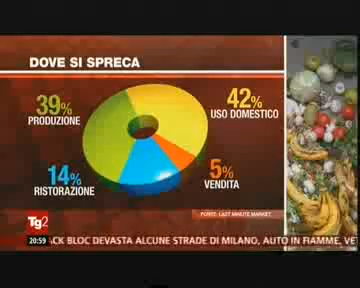 DOVE SI SPRECA
39%
PRODUZIONE
42%
USO DOMESTICO
14%
RISTORAZIONE
5%
VENDITA
FONTE: LAST MINUTE MARKET
Tg2
20:59
ACK BLOC DEVASTA ALCUNE STRADE DI MILANO, AUTO IN FIAMME, VET